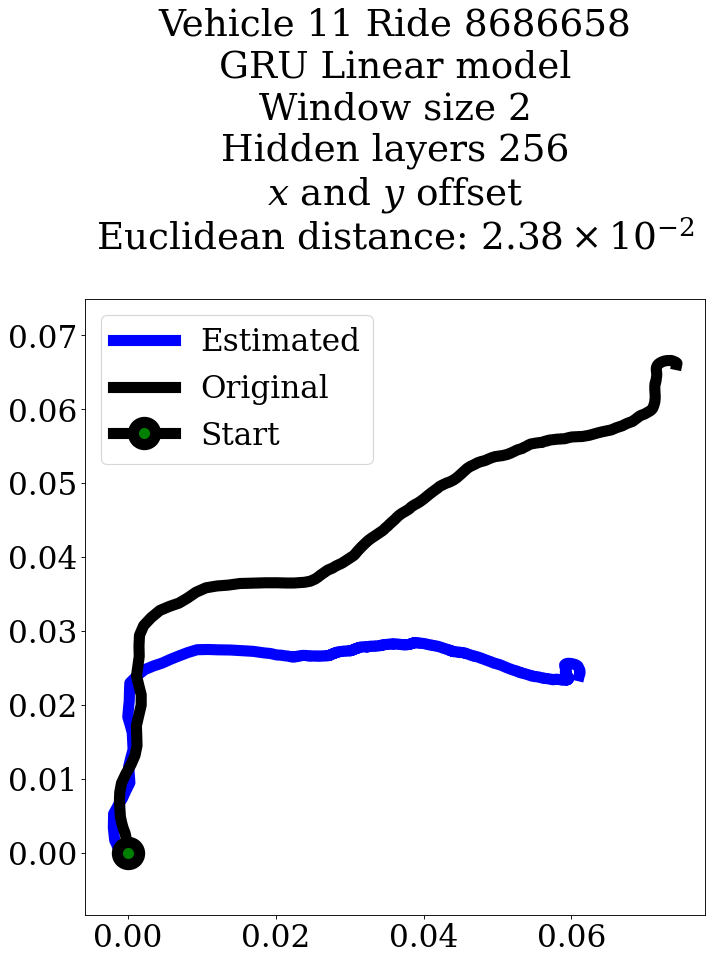 Vehicle 11 Ride 8686658
GRU Linear model
Window size 2
Hidden layers 256
x and y offset
Euclidean distance: 2.38 × 10⁻²
Estimated
Original
Start
0.07
0.06
0.05
0.04
0.03
0.02
0.01
0.00
0.00 0.02 0.04 0.06